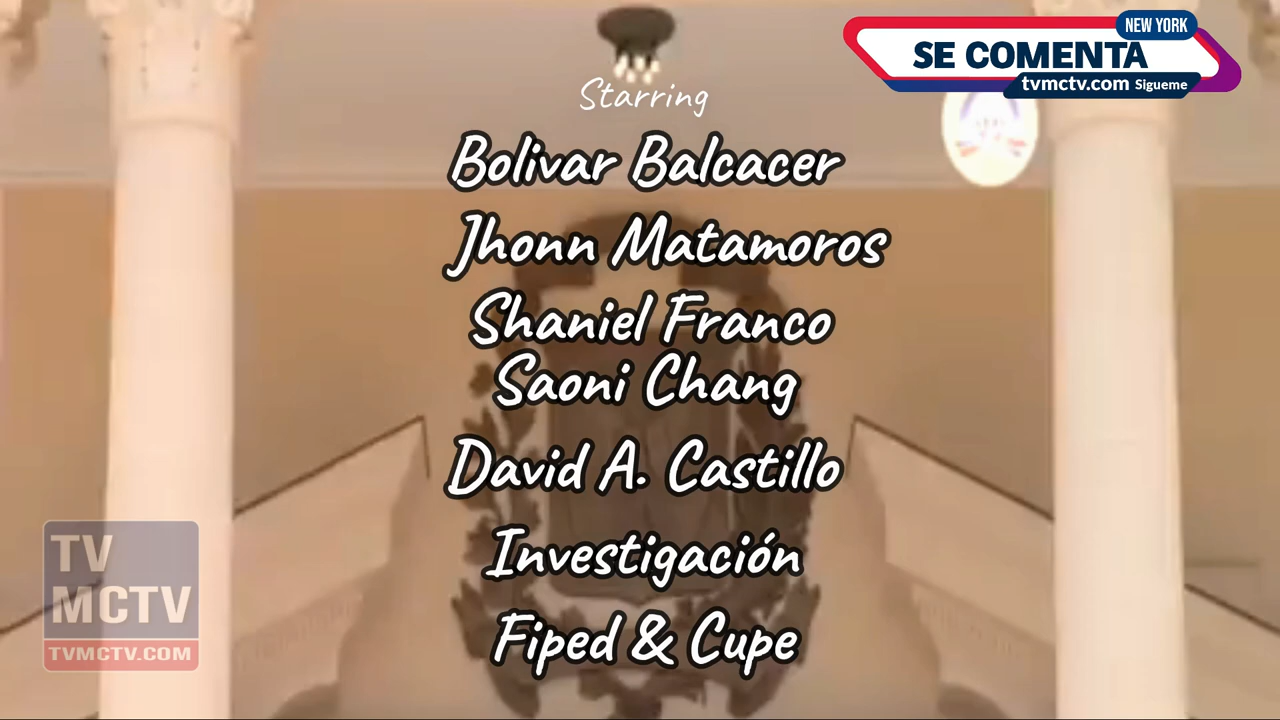 NEW YORK
SE COMENTA
tvmctv.com Sigueme
Starring
Bolivar Balcacer
Jhonn Matamoros
Shaniel Franco
Saoni Chang
David A. Castillo
Investigación
Fiped & Cupe
TV
MCTV
TVMCTV.COM